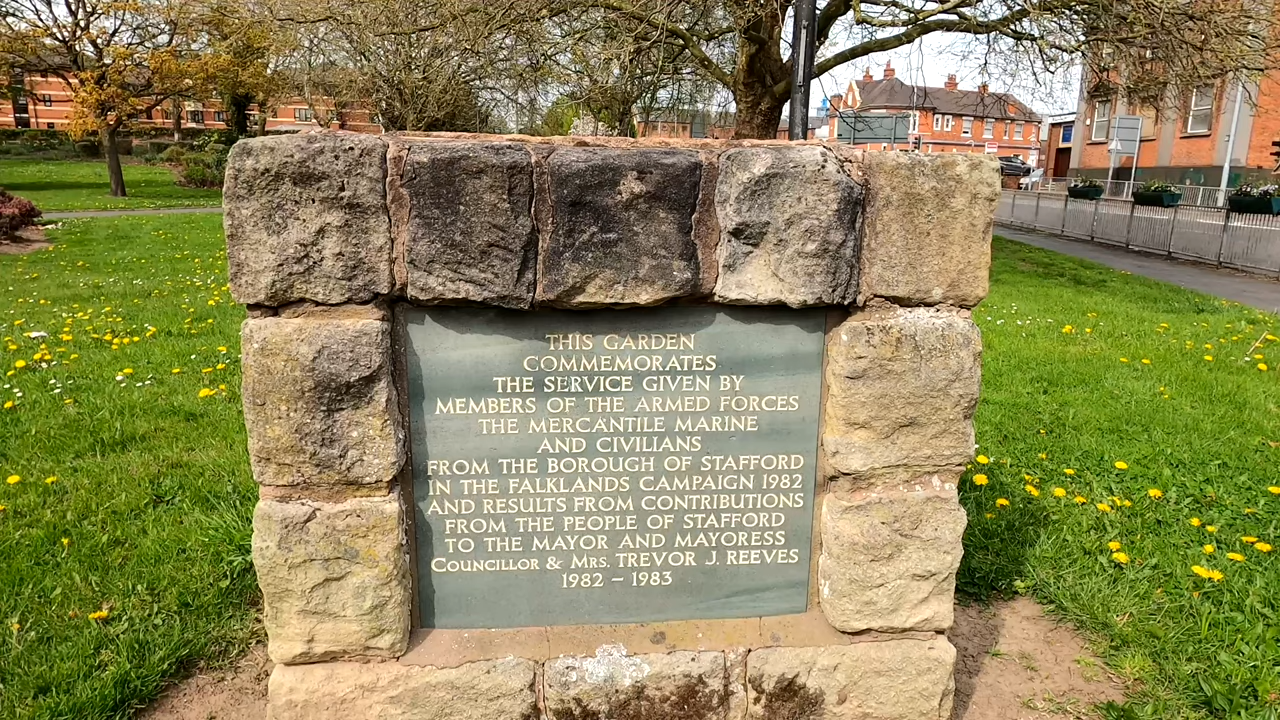 THIS GARDEN
COMMEMORATES
THE SERVICE GIVEN BY
MEMBERS OF THE ARMED FORCES
THE MERCANTILE MARINE
AND CIVILIANS
FROM THE BOROUGH OF STAFFORD
IN THE FALKLANDS CAMPAIGN 1982
AND RESULTS FROM CONTRIBUTIONS
FROM THE PEOPLE OF STAFFORD
TO THE MAYOR AND MAYORESS
COUNCILLOR & MRS. TREVOR J. REEVES
1982 – 1983